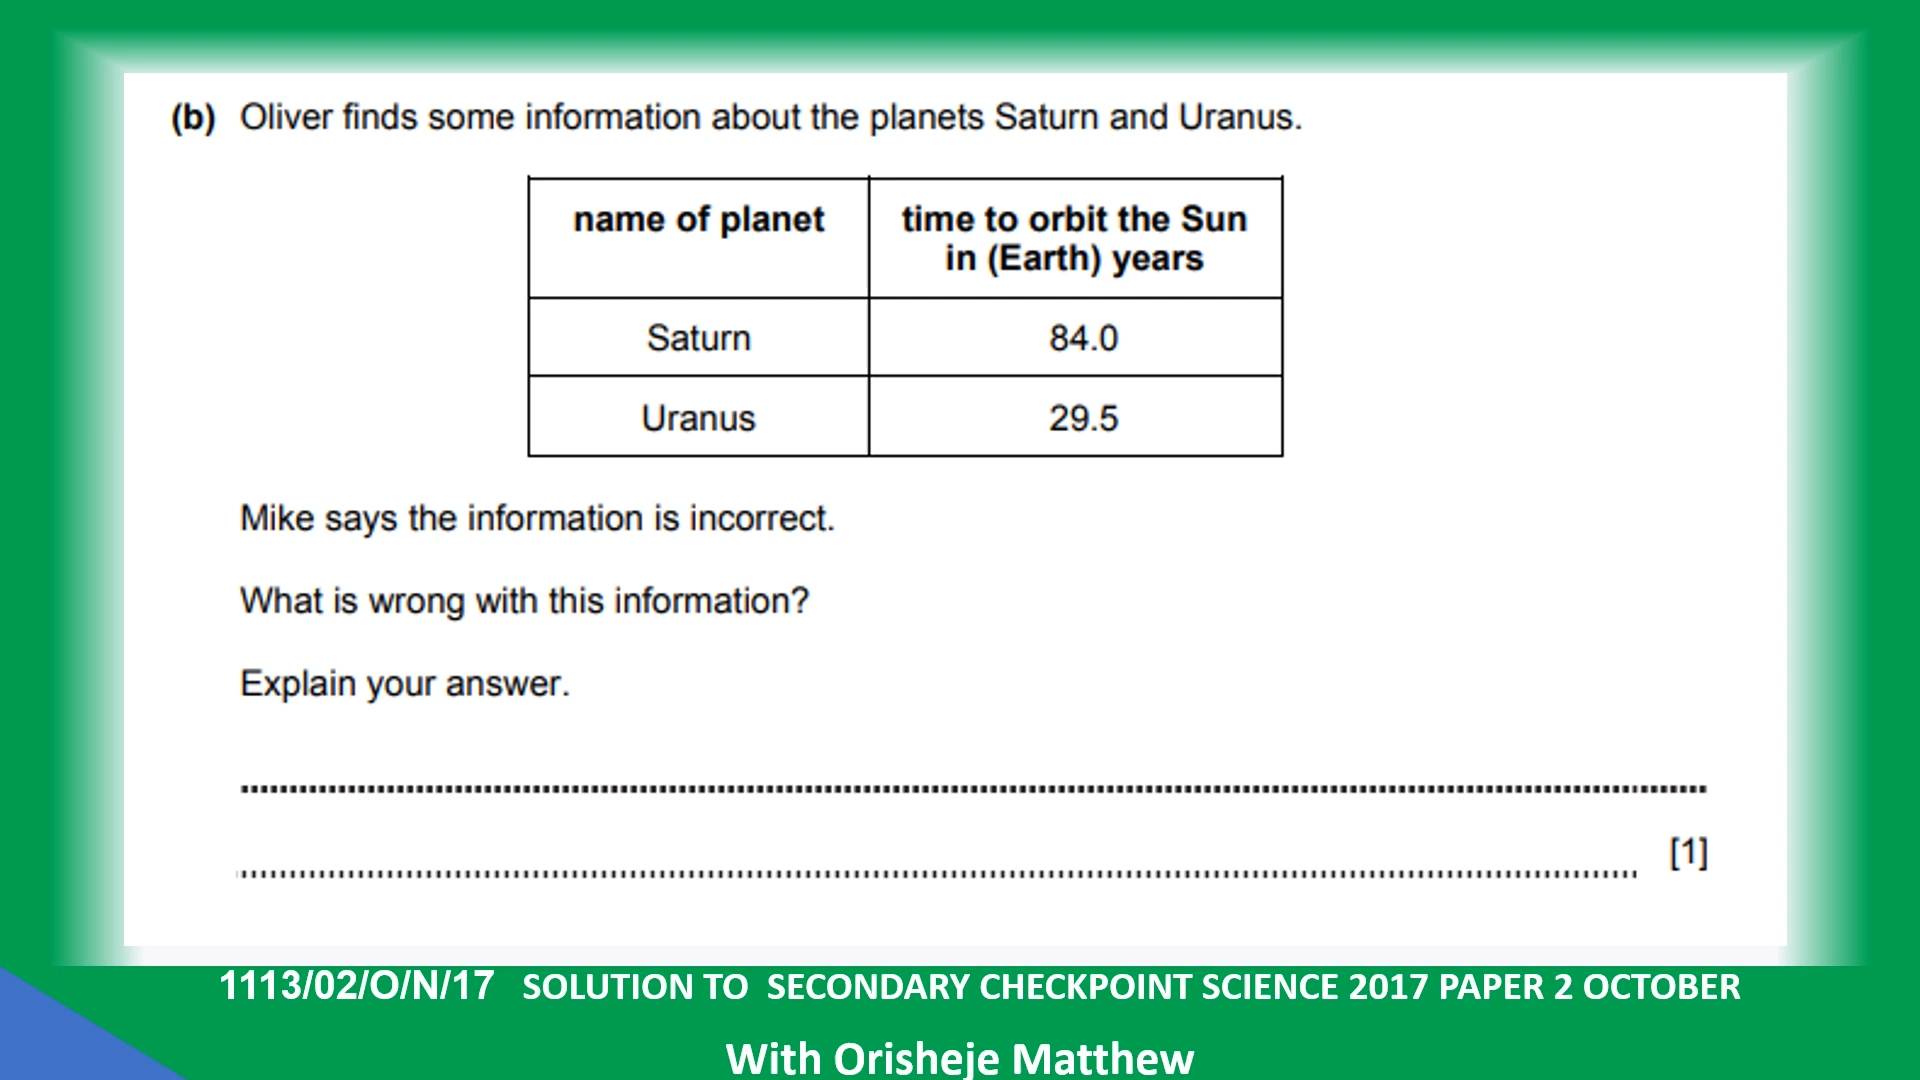 (b) Oliver finds some information about the planets Saturn and Uranus.
name of planet
time to orbit the Sun
in (Earth) years
Saturn 84.0
Uranus 29.5
Mike says the information is incorrect.
What is wrong with this information?
Explain your answer.
[1]
1113/02/O/N/17 SOLUTION TO SECONDARY CHECKPOINT SCIENCE 2017 PAPER 2 OCTOBER
With Orisheje Matthew